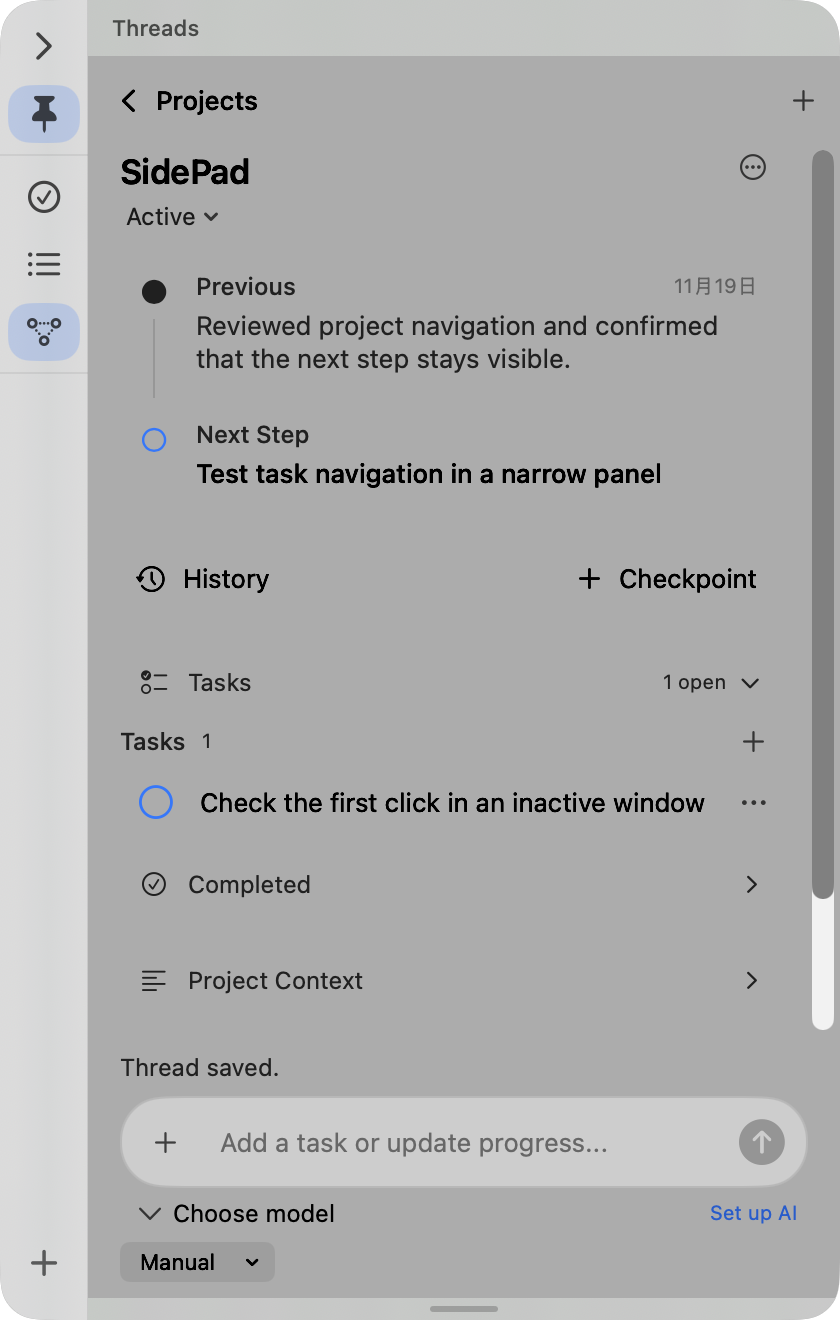 Threads
Projects
SidePad
Active
Previous 11月19日
Reviewed project navigation and confirmed
that the next step stays visible.
Next Step
Test task navigation in a narrow panel
History Checkpoint
Tasks 1 open
Tasks 1
Check the first click in an inactive window
Completed
Project Context
Thread saved.
Add a task or update progress...
Choose model Set up AI
Manual